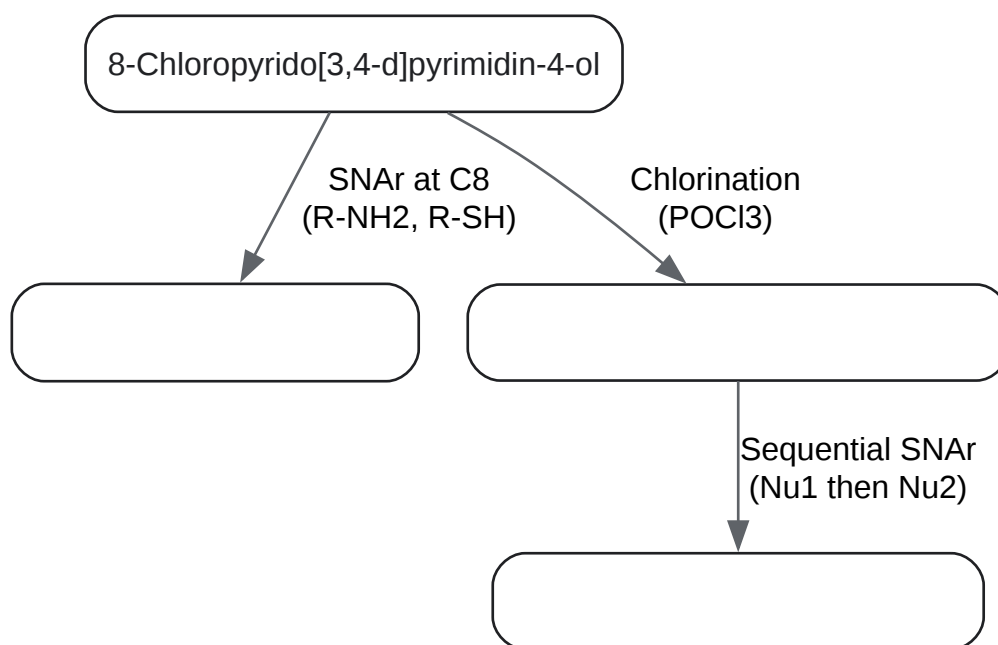 8-Chloropyrido[3,4-d]pyrimidin-4-ol
SNAr at C8
(R-NH2, R-SH)
Chlorination
(POCl3)
Sequential SNAr
(Nu1 then Nu2)